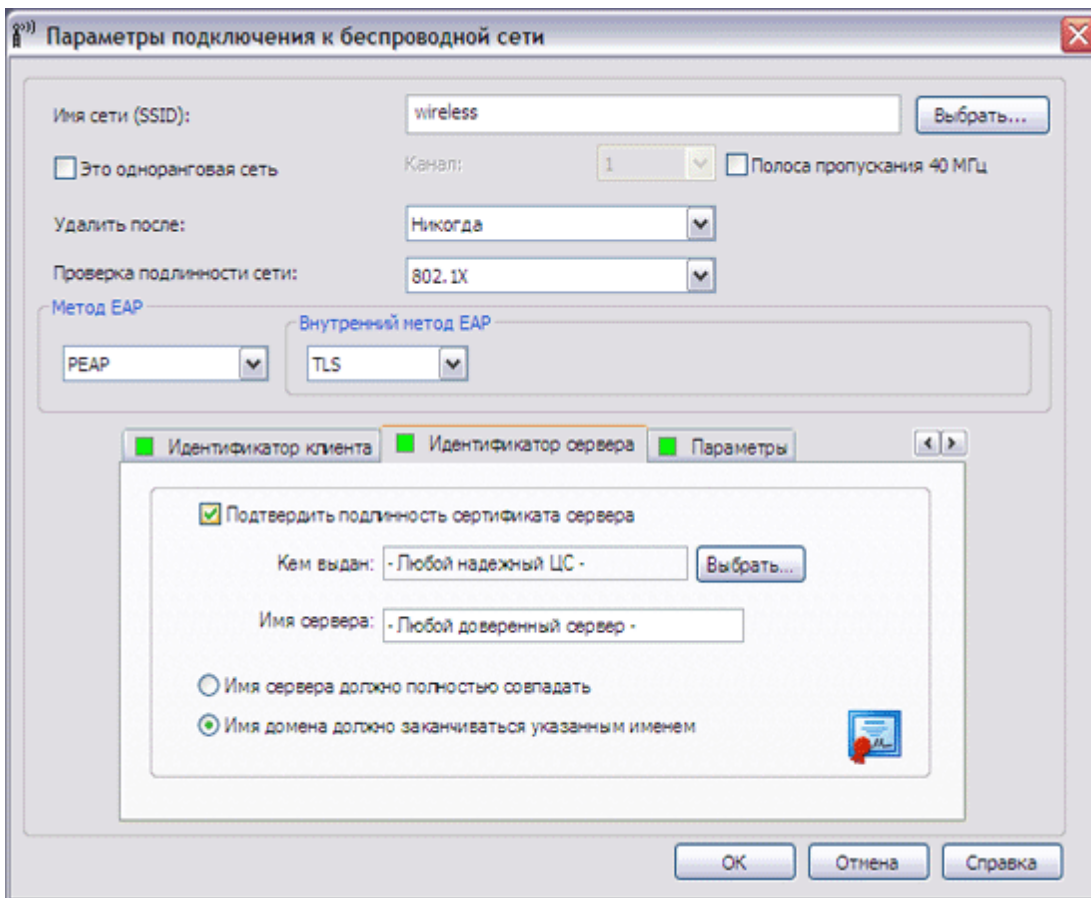 Параметры подключения к беспроводной сети
Имя сети (SSID): wireless Выбрать...
Это одноранговая сеть Канал: 1 Полоса пропускания 40 МГц
Удалить после: Никогда
Проверка подлинности сети: 802.1X
Метод EAP
Внутренний метод EAP
PEAP TLS
Идентификатор клиента Идентификатор сервера Параметры
Подтвердить подлинность сертификата сервера
Кем выдан: - Любой надежный ЦС - Выбрать...
Имя сервера: - Любой доверенный сервер -
Имя сервера должно полностью совпадать
Имя домена должно заканчиваться указанным именем
OK Отмена Справка